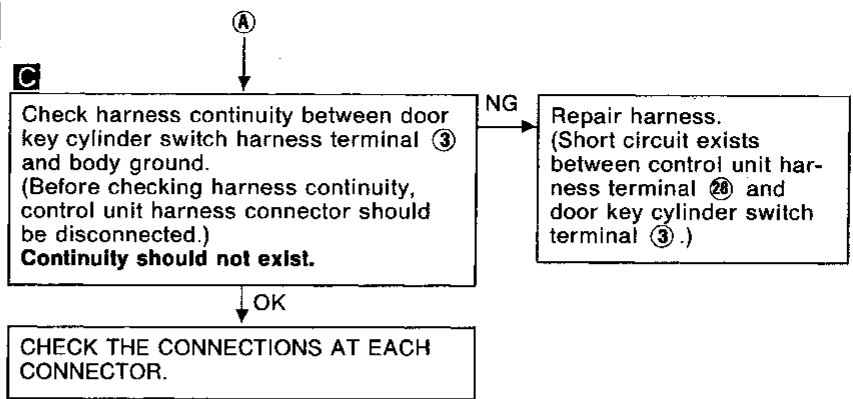 Ⓐ
C
Check harness continuity between door
key cylinder switch harness terminal ③
and body ground.
(Before checking harness continuity,
control unit harness connector should
be disconnected.)
Continuity should not exist.
NG
Repair harness.
(Short circuit exists
between control unit har-
ness terminal ㉘ and
door key cylinder switch
terminal ③.)
OK
CHECK THE CONNECTIONS AT EACH
CONNECTOR.